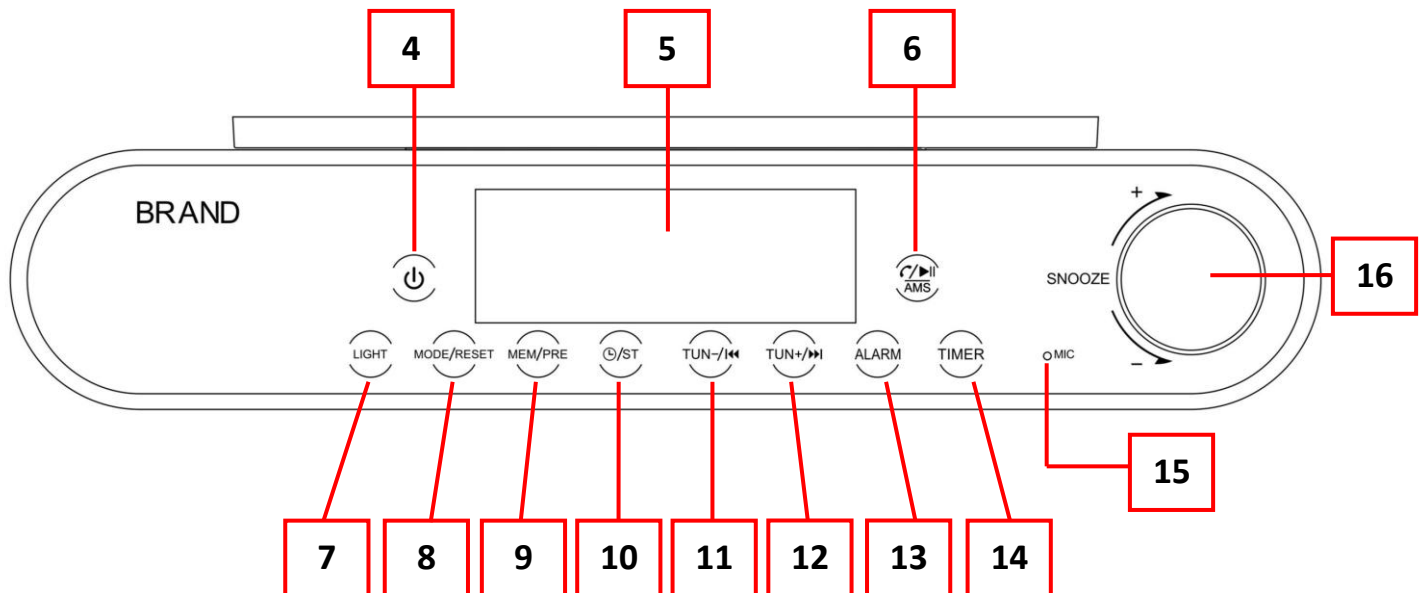 4 5 6
+
BRAND
SNOOZE
16
⏻
📞/▶II
AMS
LIGHT MODE/RESET MEM/PRE 🕒/ST TUN−/I◀◀ TUN+/▶▶I ALARM TIMER MIC
−
15
7 8 9 10 11 12 13 14